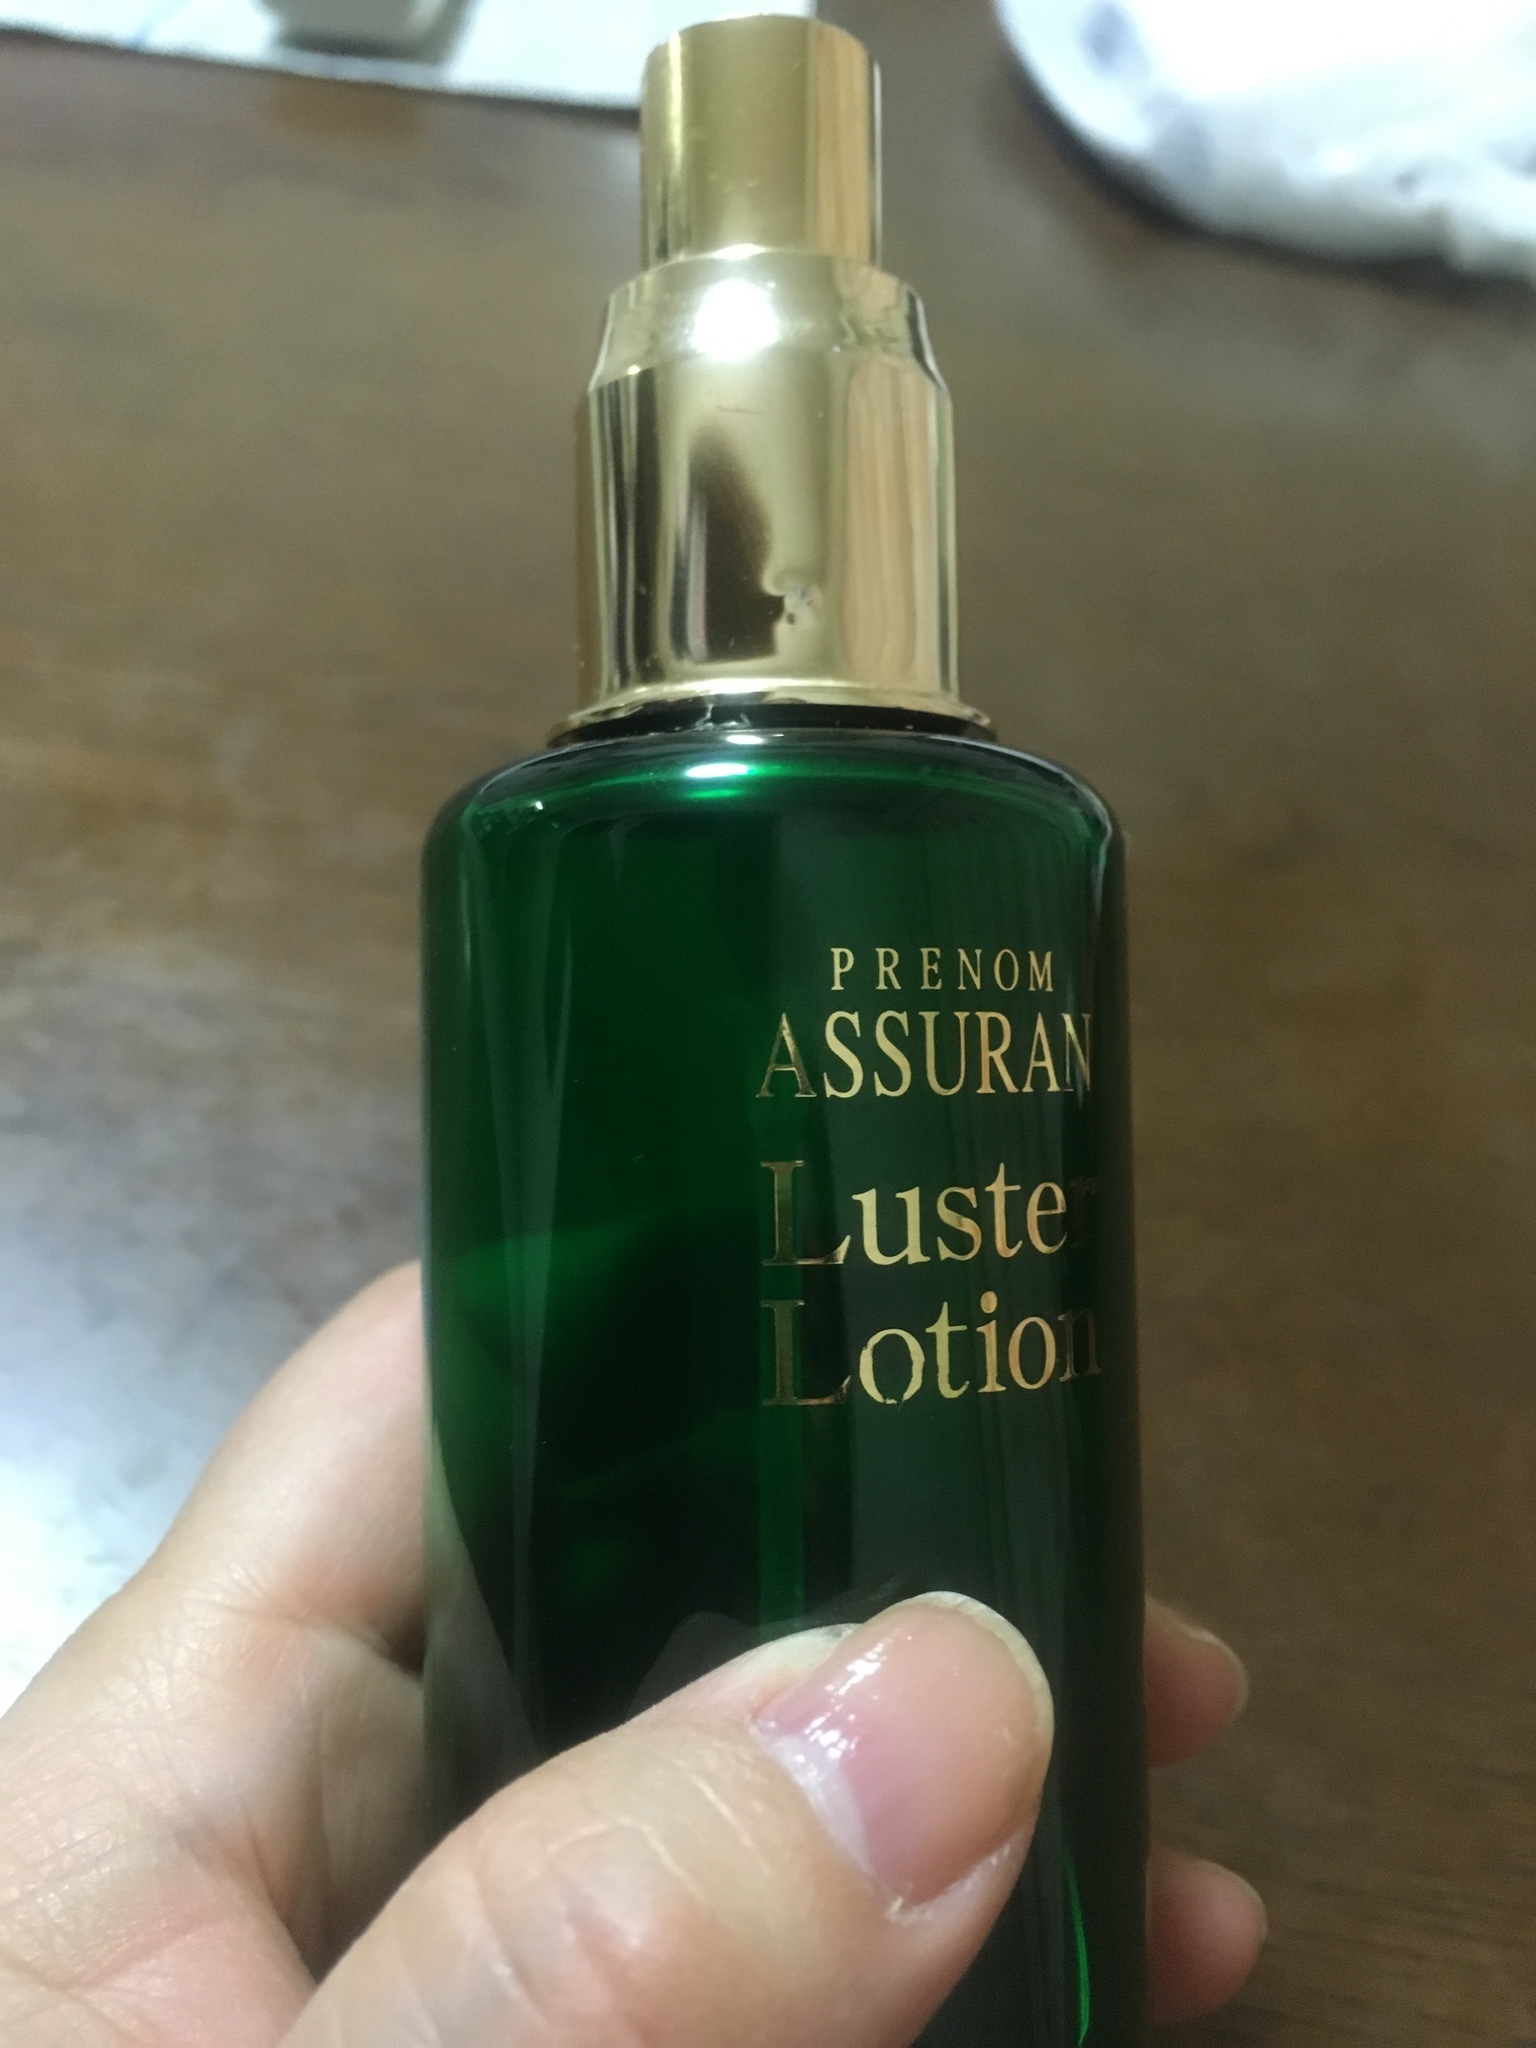 PRENOM
ASSURAN
Luster
Lotion